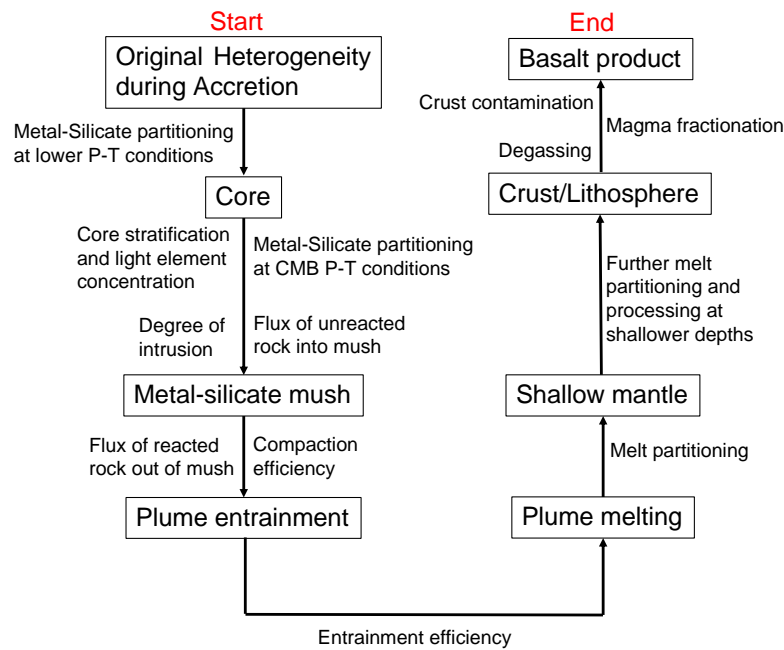 Start
Original Heterogeneity
during Accretion
Metal-Silicate partitioning
at lower P-T conditions
Core
Core stratification
and light element
concentration
Metal-Silicate partitioning
at CMB P-T conditions
Degree of
intrusion
Flux of unreacted
rock into mush
Metal-silicate mush
Flux of reacted
rock out of mush
Compaction
efficiency
Plume entrainment
Entrainment efficiency
Plume melting
Melt partitioning
Shallow mantle
Further melt
partitioning and
processing at
shallower depths
Crust/Lithosphere
Degassing
Magma fractionation
Crust contamination
Basalt product
End